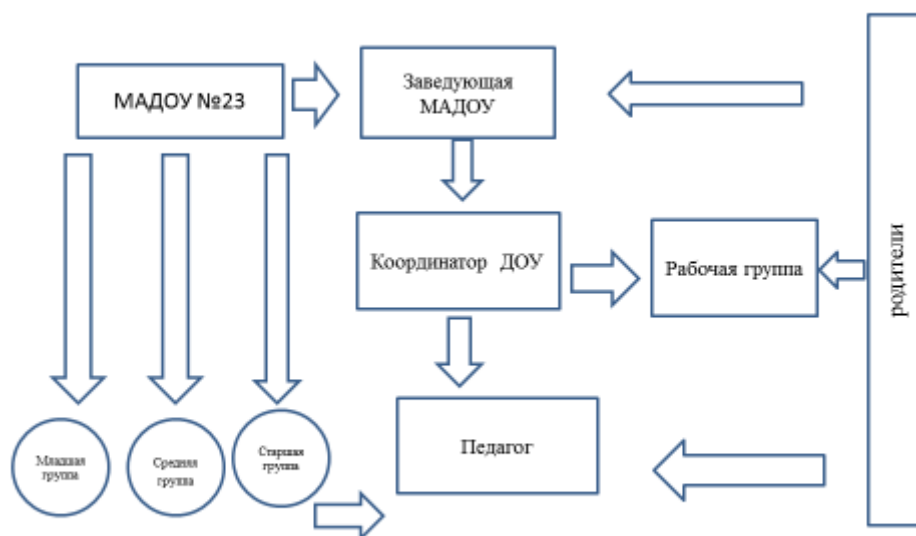 МАДОУ №23
Заведующая
МАДОУ
Координатор ДОУ
Рабочая группа
родители
Педагог
Младшая
группа
Средняя
группа
Старшая
группа